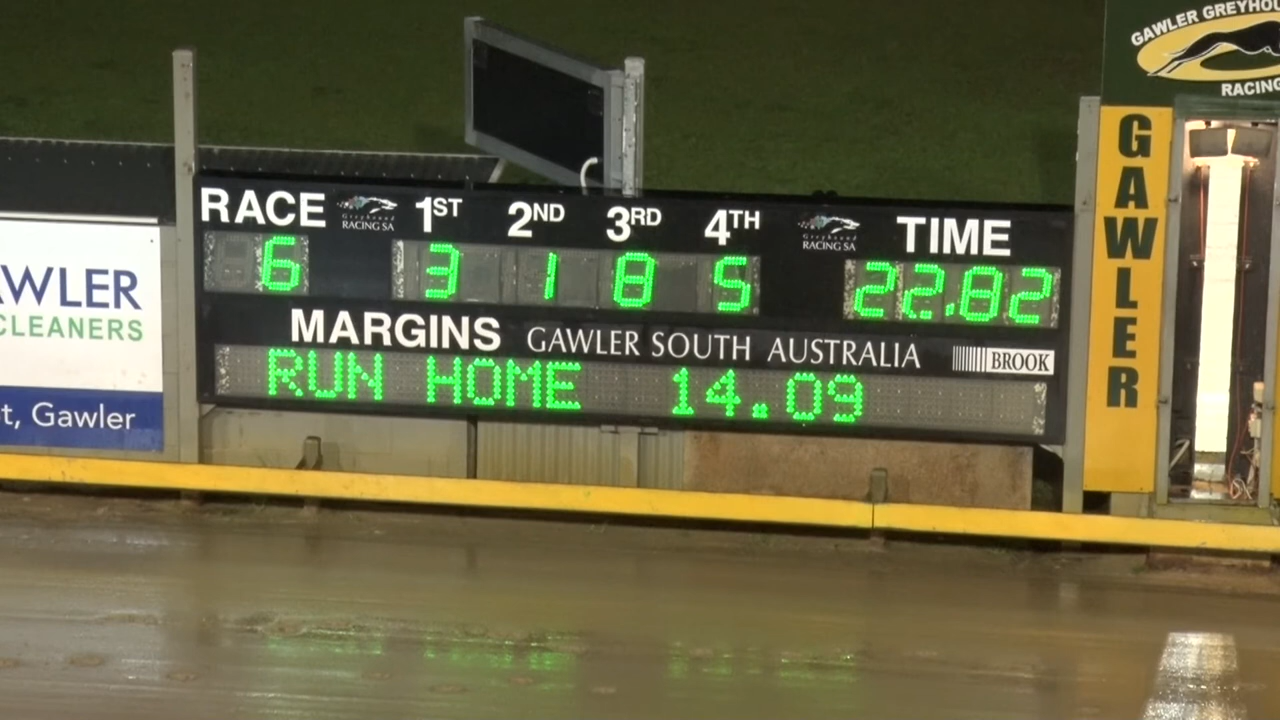 GAWLER GREYHOU
RACING
GAWLER
RACE
Greyhound
RACING SA
1ST
2ND
3RD
4TH
Greyhound
RACING SA
TIME
6
3
1
8
5
22.82
MARGINS
GAWLER SOUTH AUSTRALIA
BROOK
RUN HOME 14.09
AWLER
CLEANERS
t, Gawler